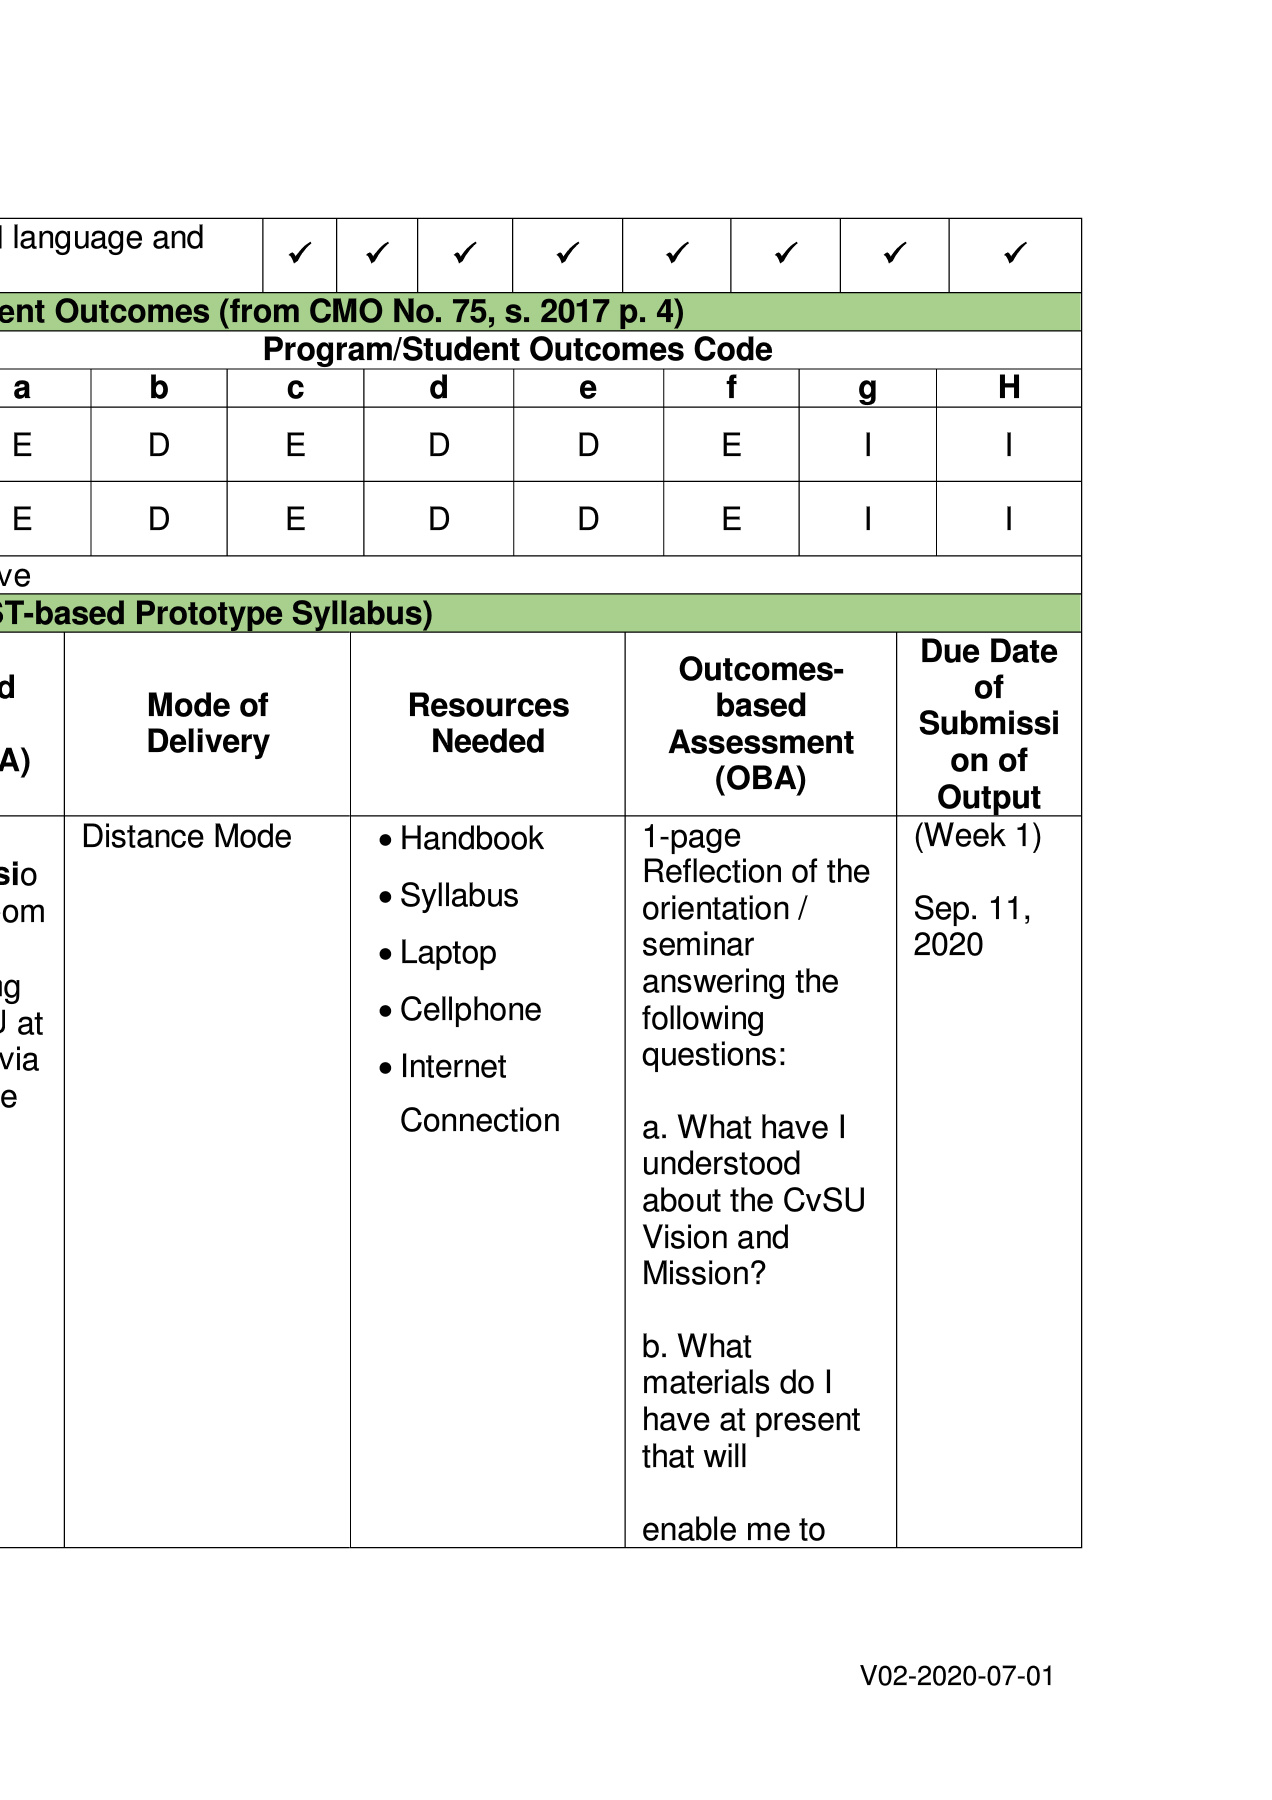 l language and ✓ ✓ ✓ ✓ ✓ ✓ ✓ ✓
ent Outcomes (from CMO No. 75, s. 2017 p. 4)
Program/Student Outcomes Code
a b c d e f g H
E D E D D E I I
E D E D D E I I
ve
ST-based Prototype Syllabus)
d
A)
Mode of
Delivery
Resources
Needed
Outcomes-
based
Assessment
(OBA)
Due Date
of
Submissi
on of
Output
sio
om
ng
U at
via
e
Distance Mode
• Handbook
• Syllabus
• Laptop
• Cellphone
• Internet
Connection
1-page
Reflection of the
orientation /
seminar
answering the
following
questions:
a. What have I
understood
about the CvSU
Vision and
Mission?
b. What
materials do I
have at present
that will
enable me to
(Week 1)
Sep. 11,
2020
V02-2020-07-01